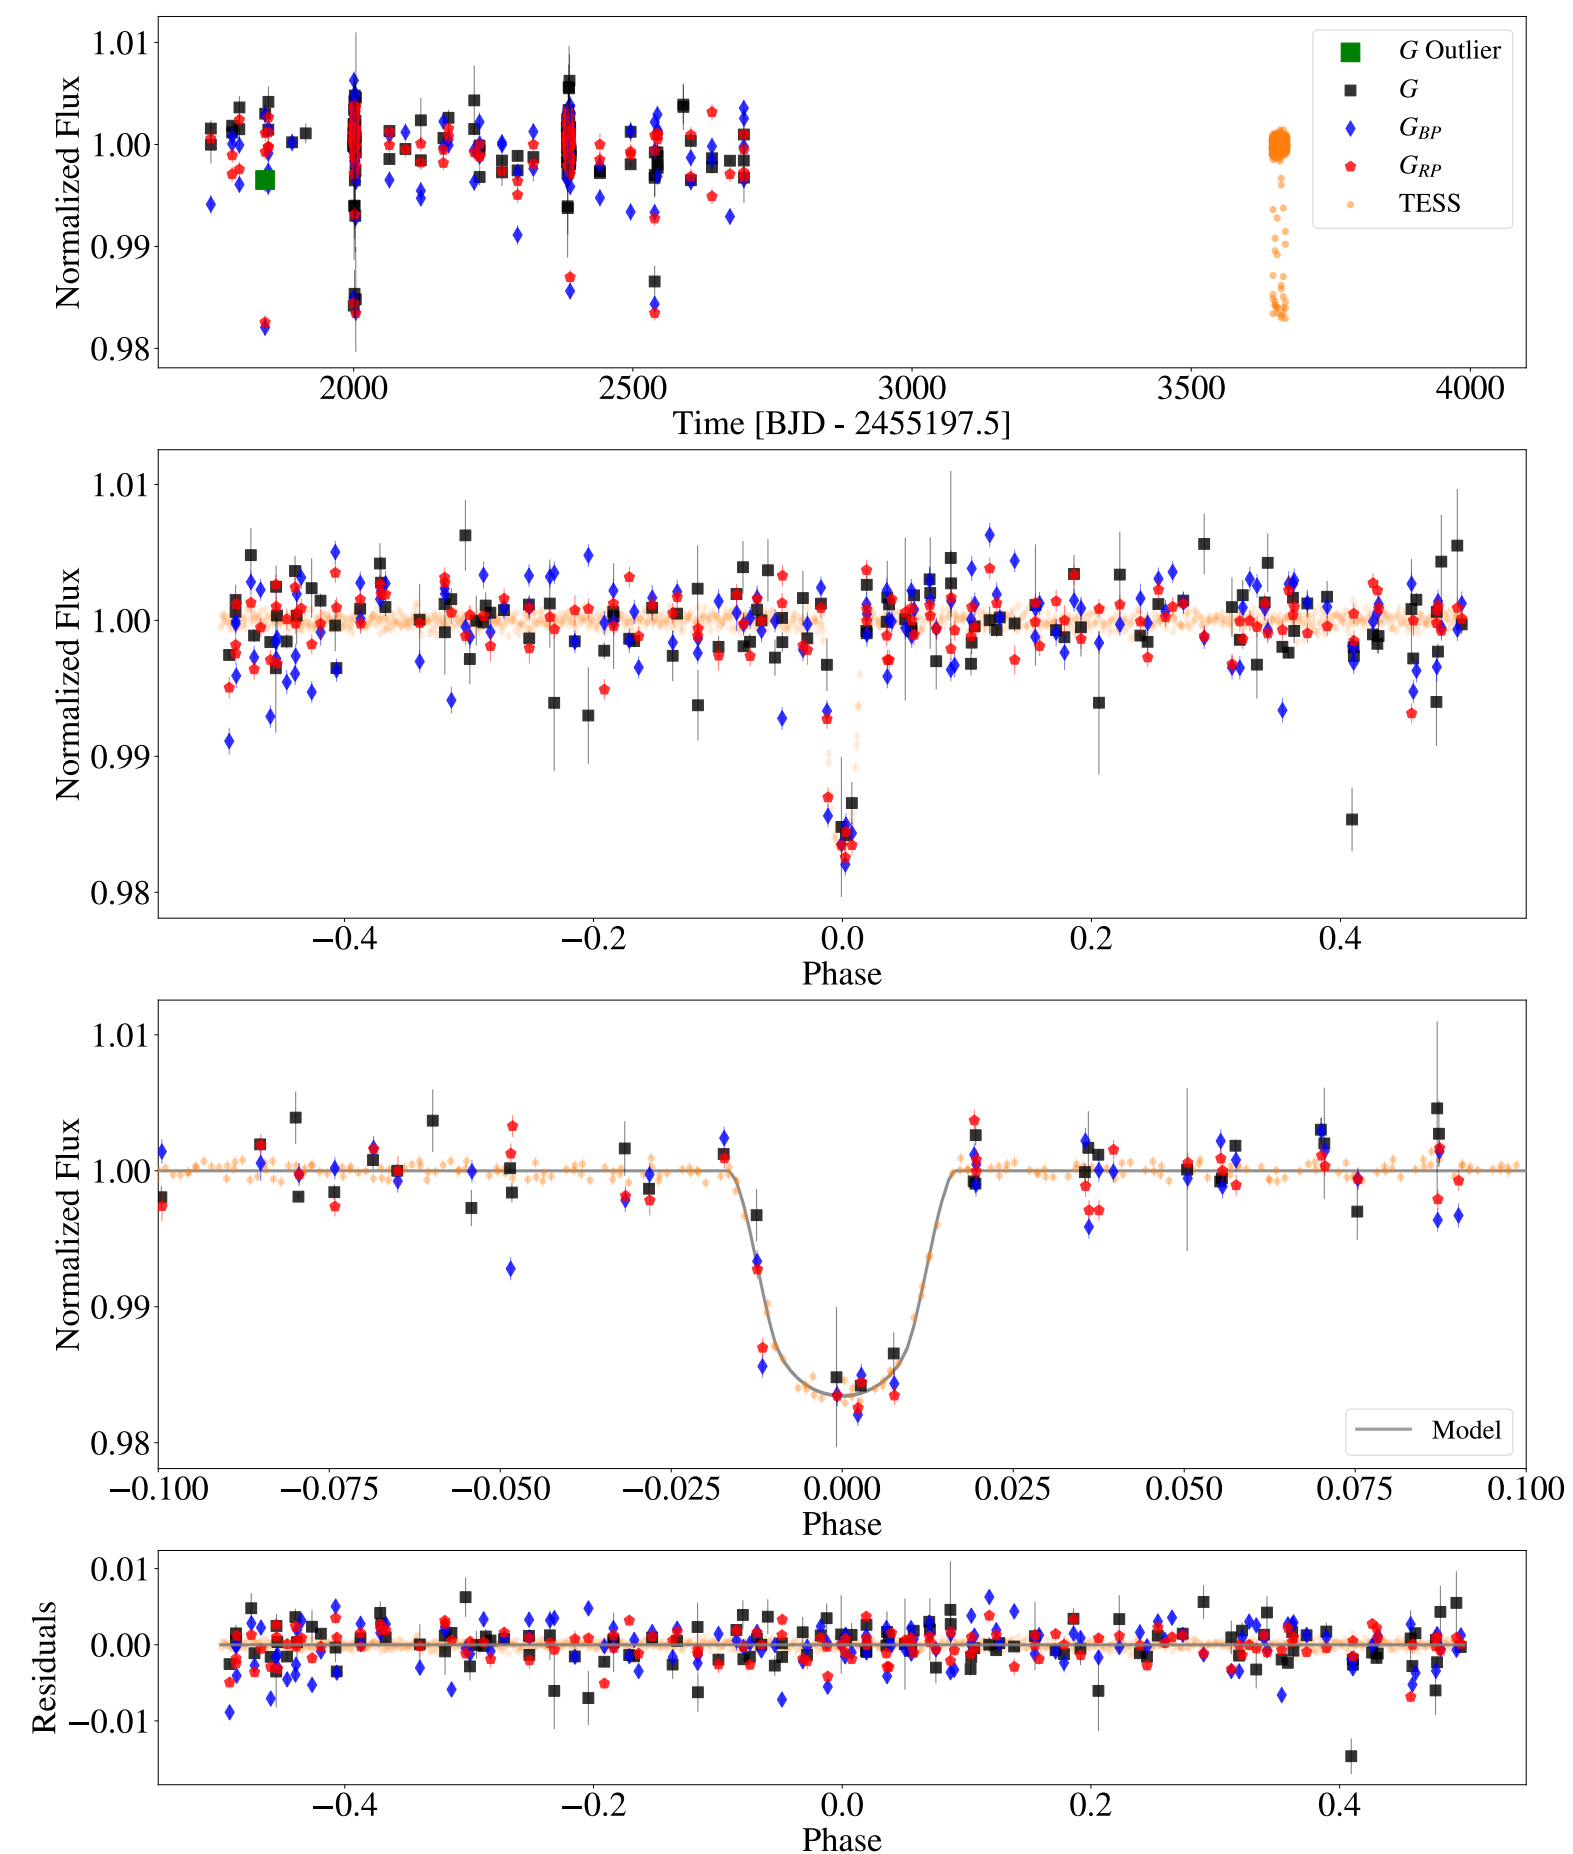 1.01
1.00
0.99
0.98
Normalized Flux
G Outlier
G
G_BP
G_RP
TESS
2000 2500 3000 3500 4000
Time [BJD - 2455197.5]
1.01
1.00
0.99
0.98
Normalized Flux
−0.4 −0.2 0.0 0.2 0.4
Phase
1.01
1.00
0.99
0.98
Normalized Flux
Model
−0.100 −0.075 −0.050 −0.025 0.000 0.025 0.050 0.075 0.100
Phase
0.01
0.00
−0.01
Residuals
−0.4 −0.2 0.0 0.2 0.4
Phase